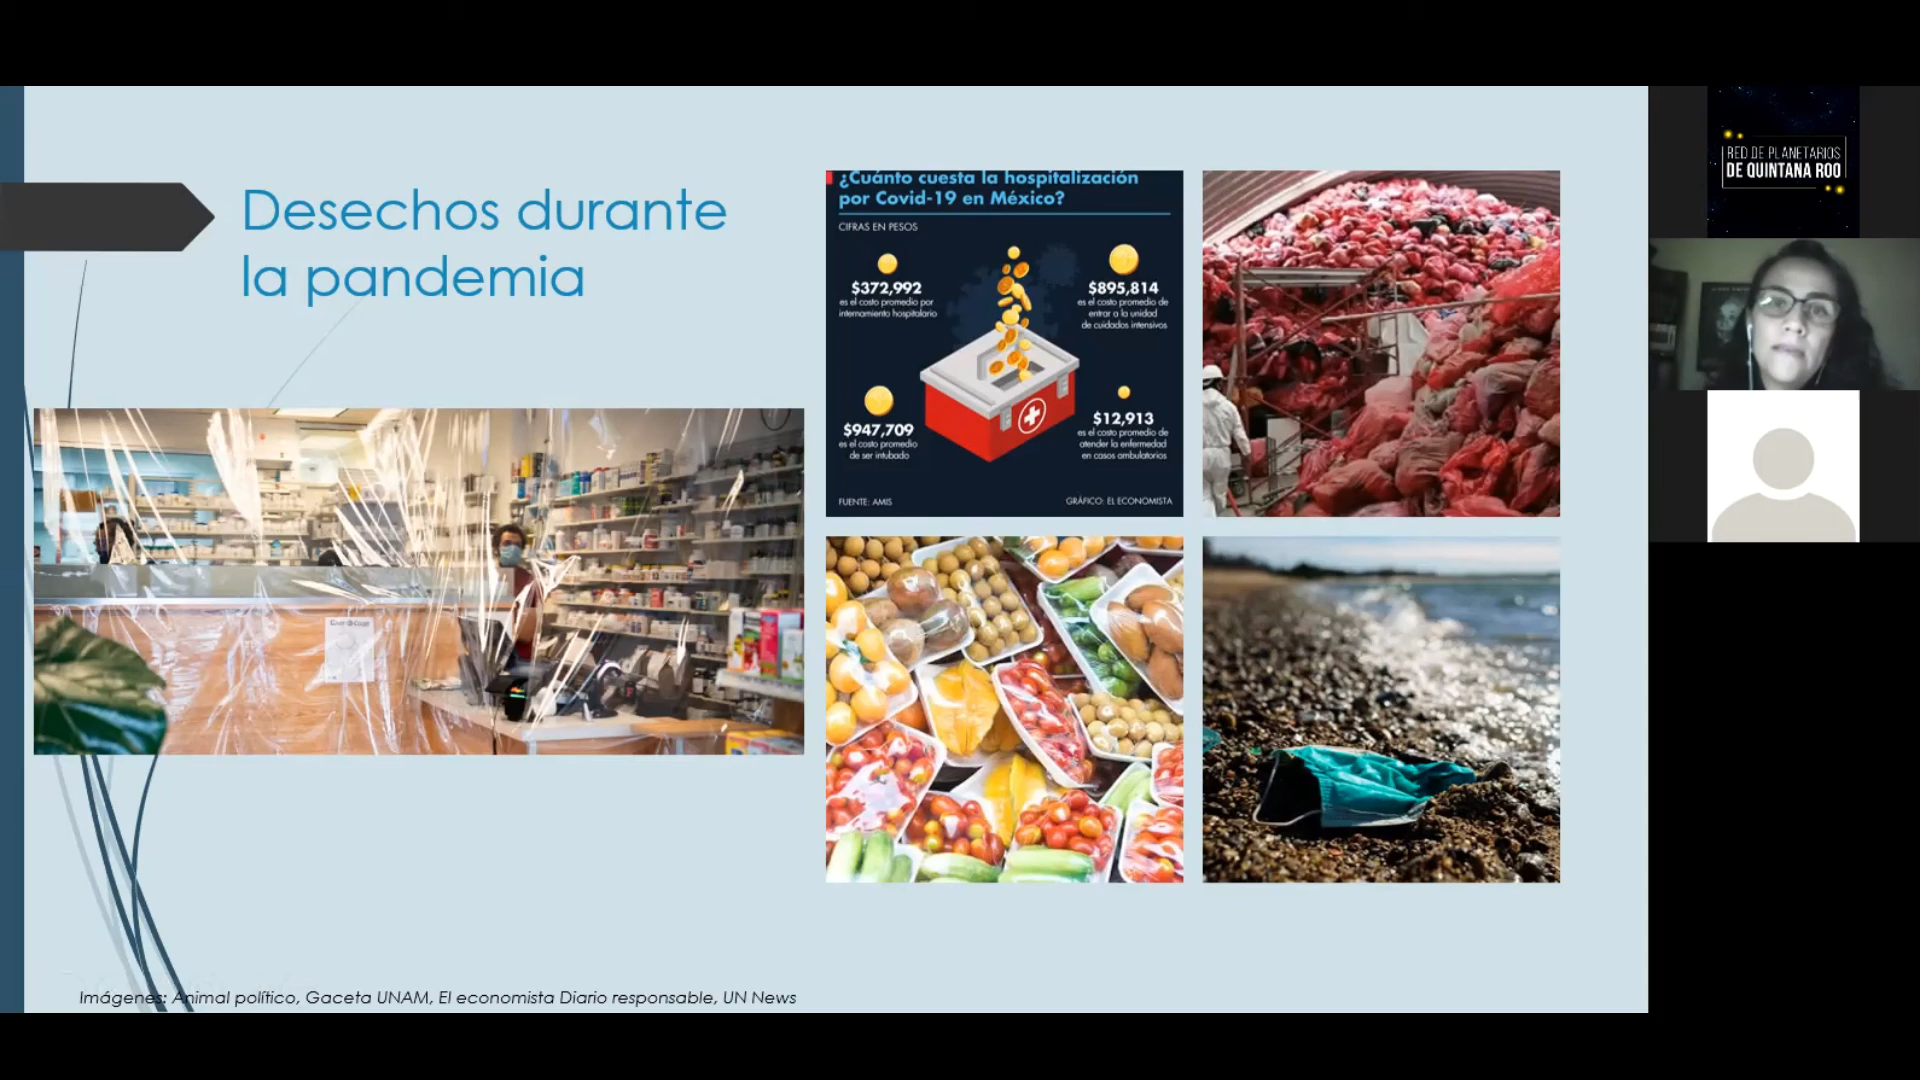 Desechos durante
la pandemia
¿Cuánto cuesta la hospitalización
por Covid-19 en México?
CIFRAS EN PESOS
$372,992
es el costo promedio por
internamiento hospitalario
$895,814
es el costo promedio de
entrar a la unidad
de cuidados intensivos
$947,709
es el costo promedio
de ser intubado
$12,913
es el costo promedio de
atender la enfermedad
en casos ambulatorios
FUENTE: AMIS
GRÁFICO: EL ECONOMISTA
Imágenes: Animal político, Gaceta UNAM, El economista Diario responsable, UN News
RED DE PLANETARIOS
DE QUINTANA ROO